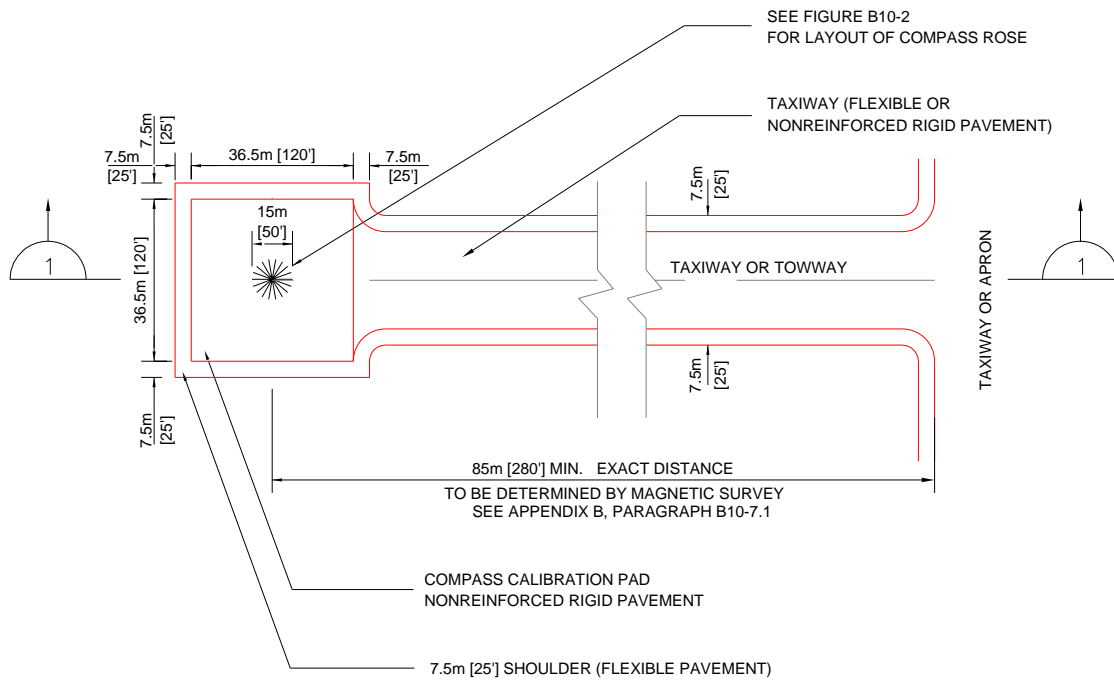 SEE FIGURE B10-2
FOR LAYOUT OF COMPASS ROSE
TAXIWAY (FLEXIBLE OR
NONREINFORCED RIGID PAVEMENT)
7.5m
[25']
7.5m
[25']
36.5m [120']
7.5m
[25']
7.5m
[25']
15m
[50']
36.5m [120']
1
1
TAXIWAY OR TOWWAY
TAXIWAY OR APRON
7.5m
[25']
7.5m
[25']
85m [280'] MIN. EXACT DISTANCE
TO BE DETERMINED BY MAGNETIC SURVEY
SEE APPENDIX B, PARAGRAPH B10-7.1
COMPASS CALIBRATION PAD
NONREINFORCED RIGID PAVEMENT
7.5m [25'] SHOULDER (FLEXIBLE PAVEMENT)